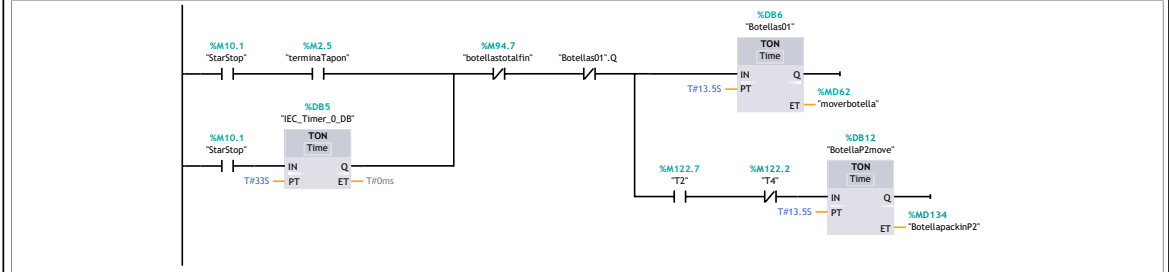 %DB6
"Botellas01"
%M10.1
"StarStop"
%M2.5
"terminaTapon"
%M94.7
"botellastotalfin"
"Botellas01".Q
TON
Time
IN
Q
T#13.5S
PT
ET
%MD62
"moverbotella"
%DB5
"IEC_Timer_0_DB"
%M10.1
"StarStop"
TON
Time
IN
Q
T#33S
PT
ET
T#0ms
%DB12
"BotellaP2move"
%M122.7
"T2"
%M122.2
"T4"
TON
Time
IN
Q
T#13.5S
PT
ET
%MD134
"BotellapackinP2"